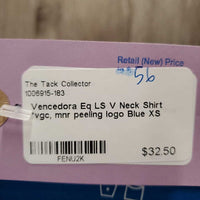 Retail (New) Price
56
The Tack Collector
1006915-183
Vencedora Eq LS V Neck Shirt
*vgc, mnr peeling logo Blue XS
FENU2K
$32.50